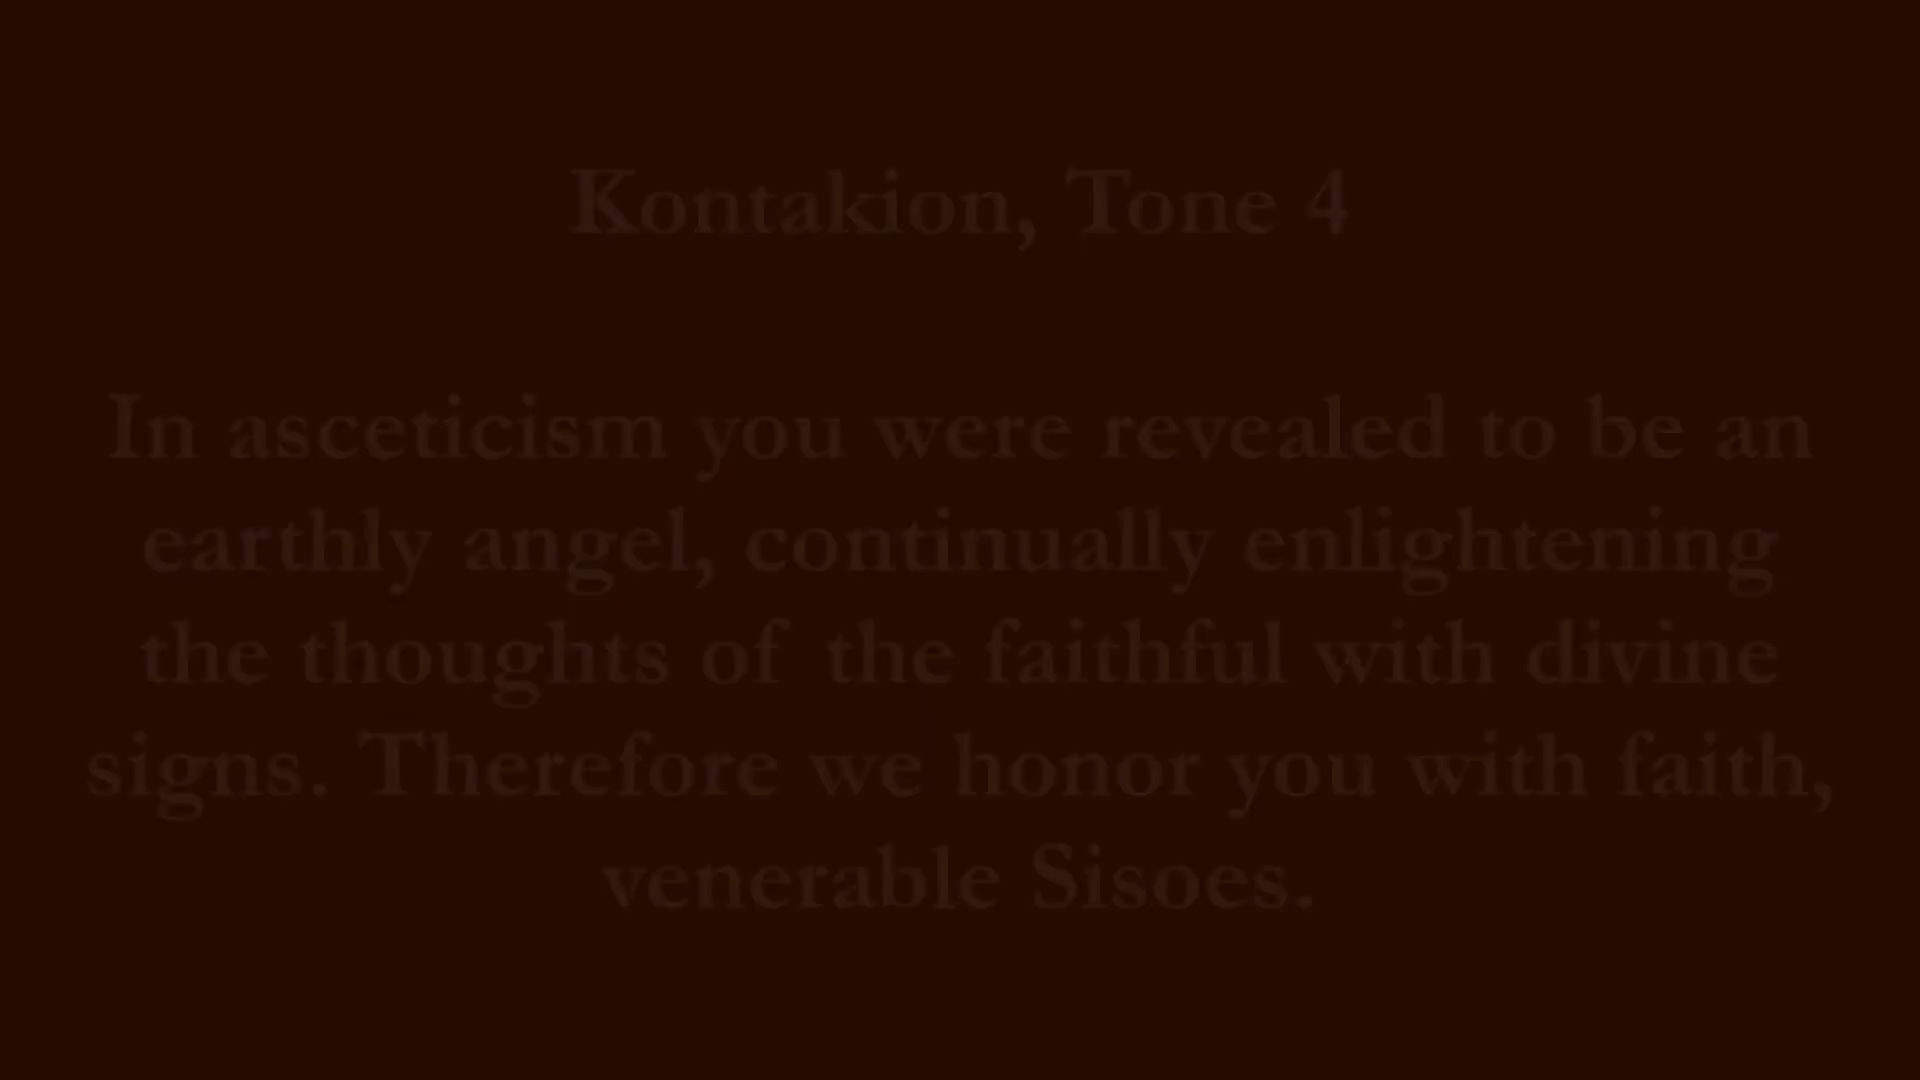 Kontakion, Tone 4
In asceticism you were revealed to be an
earthly angel, continually enlightening
the thoughts of the faithful with divine
signs. Therefore we honor you with faith,
venerable Sisoes.